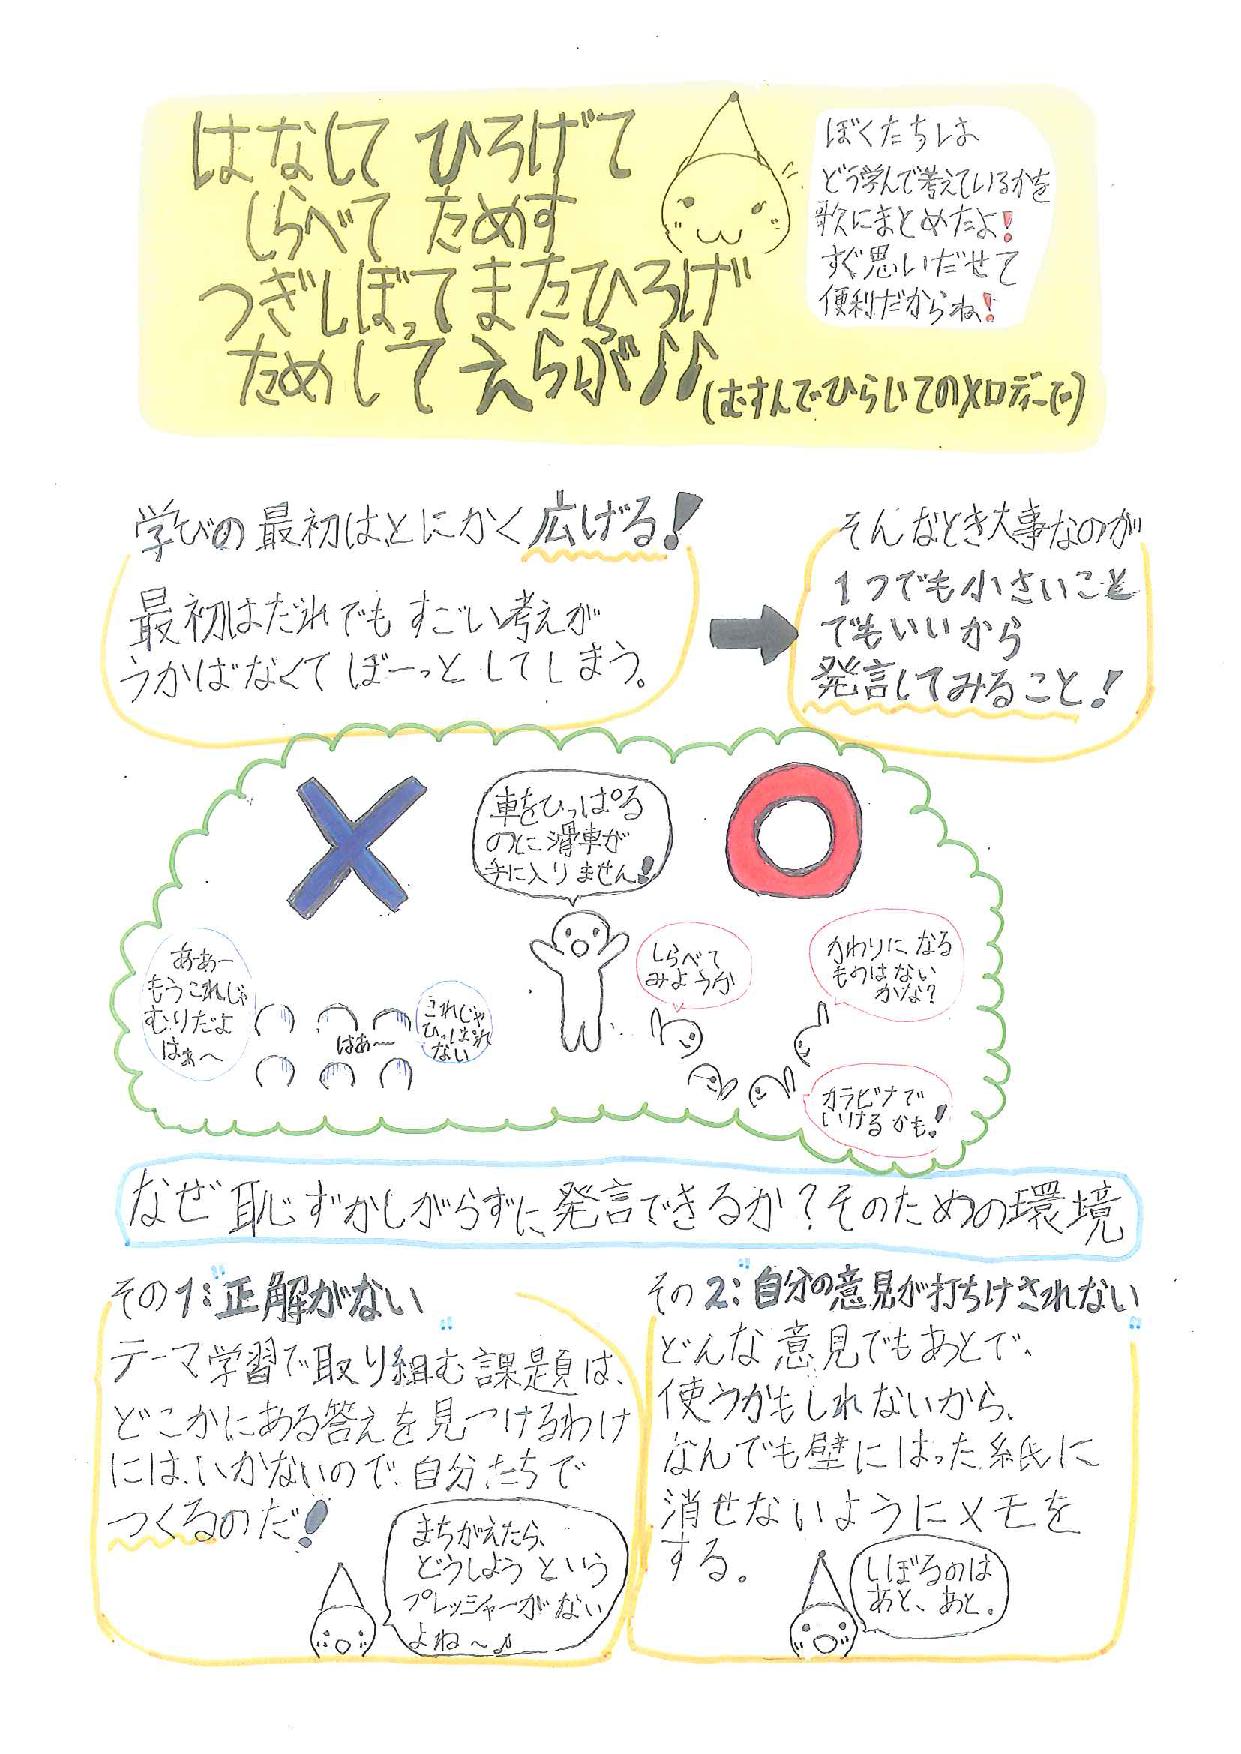 はなして ひろげて
しらべて ためす
つぎしぼってまたひろげ
ためしてえらぶ♪♪
(むすんでひらいてのメロディーで)
ぼくたちは
どう学んで考えているかを
歌にまとめたよ!
すぐ思いだせて
便利だからね!
学びの最初はとにかく広げる!
最初はだれでもすごい考えが
うかばなくてぼーっとしてしまう。
そんなとき大事なのが
1つでも小さいこと
でもいいから
発言してみること!
車をひっぱる
のに滑車が
手に入りません!
ああー
もうこれじゃ
むりだよ
はぁ〜
はぁ〜
これじゃ
ひっぱれ
ない
しらべて
みようか
かわりになる
ものはない
かな?
カラビナで
いけるかも!
なぜ恥ずかしがらずに発言できるか?そのための環境
その1:"正解がない"
テーマ学習で取り組む課題は、
どこかにある答えを見つけるわけ
には、いかないので、自分たちで
つくるのだ!
まちがえたら、
どうしようという
プレッシャーがない
よね〜♪
その2:"自分の意見が打ちけされない"
どんな意見でもあとで、
使うかもしれないから、
なんでも壁にはった紙に
消せないようにメモを
する。
しぼるのは
あと、あと。